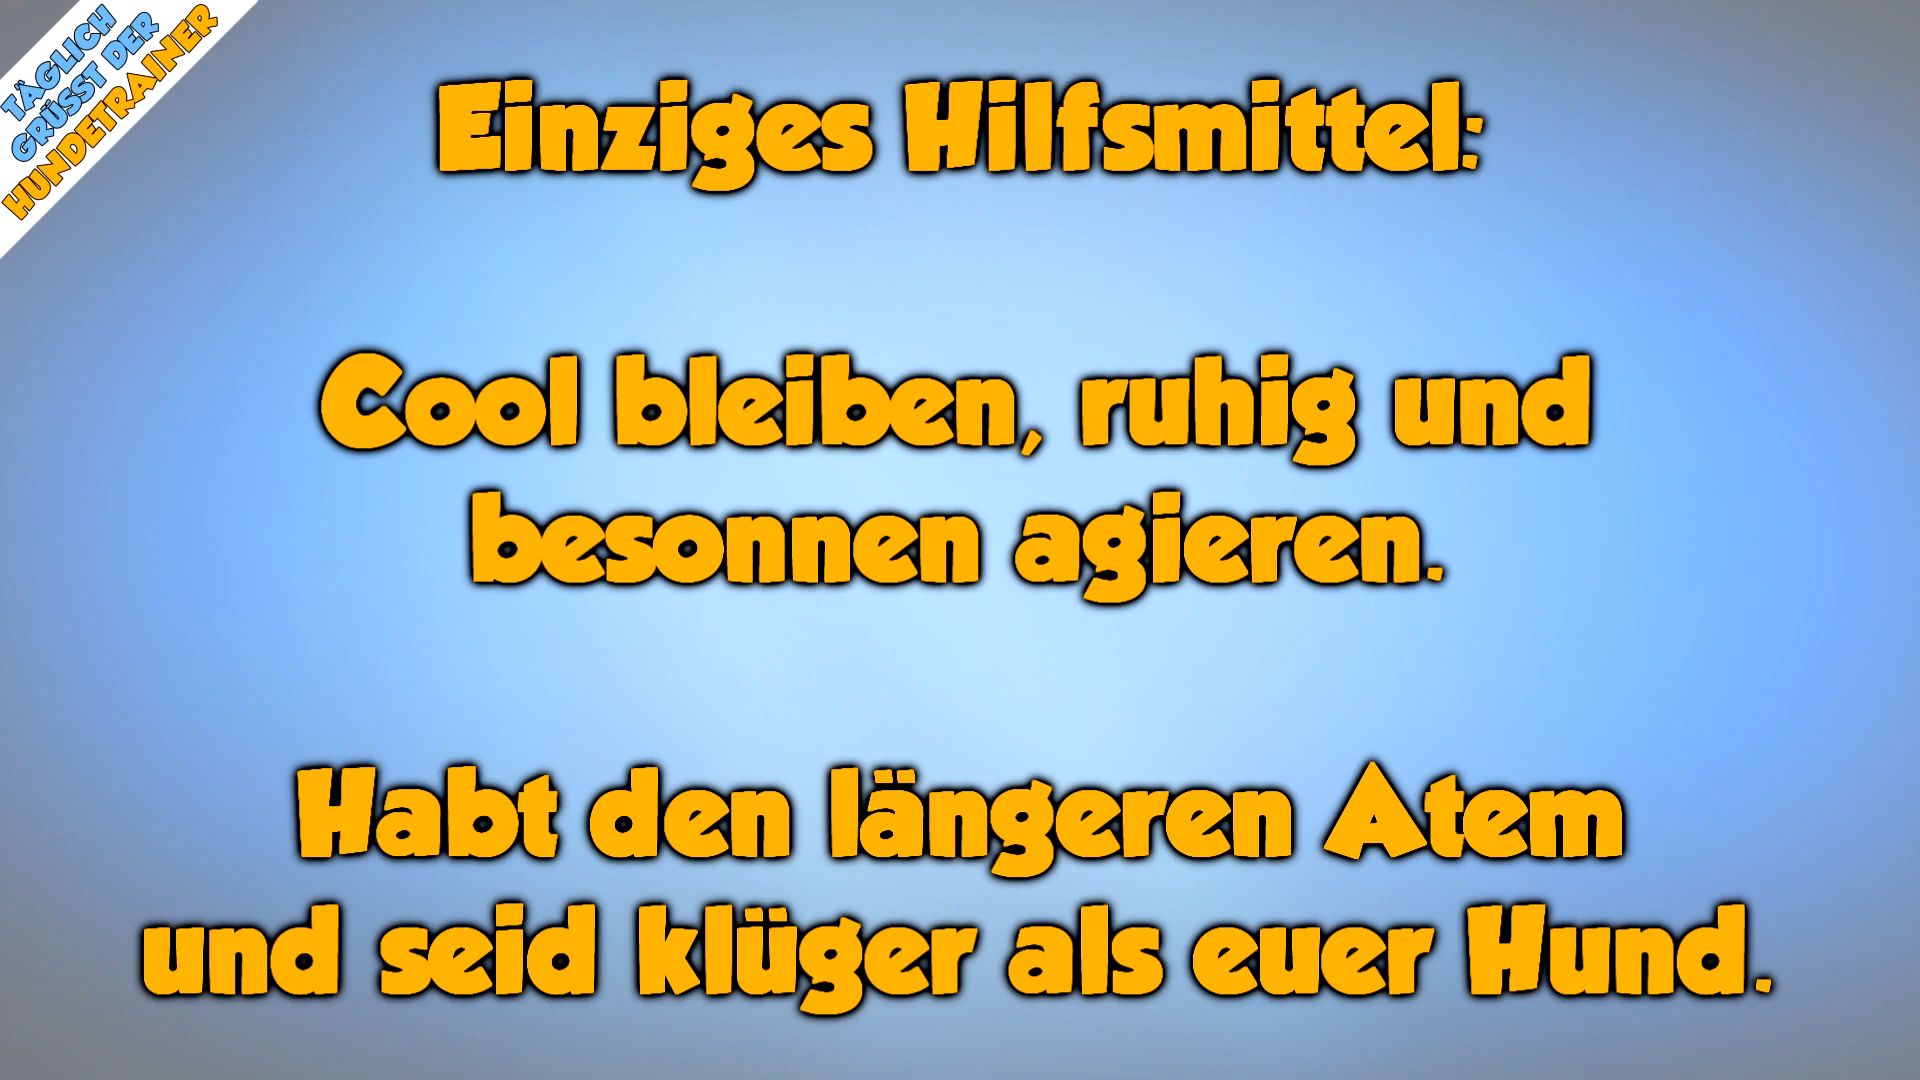 TÄGLICH
GRÜSST DER
HUNDETRAINER
Einziges Hilfsmittel:
Cool bleiben, ruhig und
besonnen agieren.
Habt den längeren Atem
und seid klüger als euer Hund.